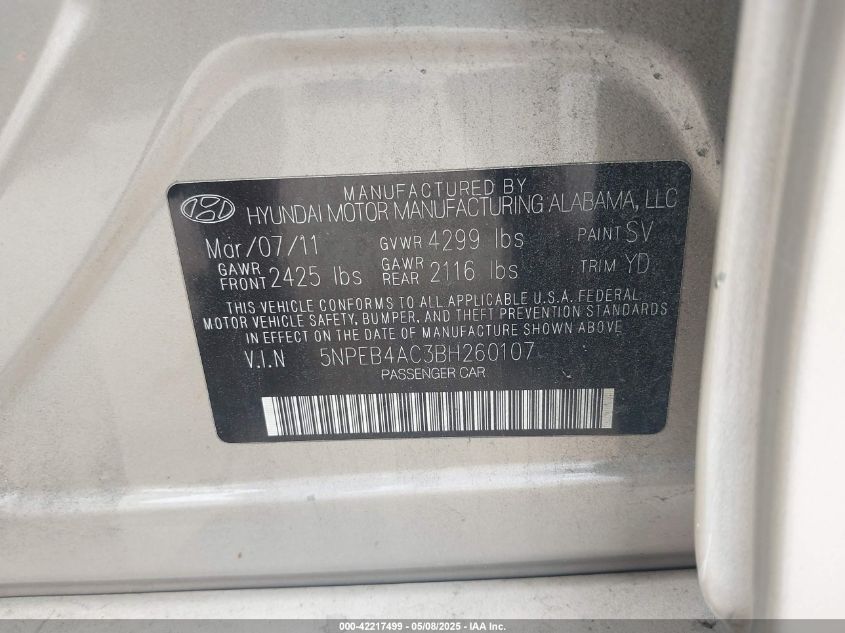 MANUFACTURED BY
HYUNDAI MOTOR MANUFACTURING ALABAMA, LLC
Mar/07/11 GVWR 4299 lbs PAINT SV
GAWR FRONT 2425 lbs GAWR REAR 2116 lbs TRIM YD
THIS VEHICLE CONFORMS TO ALL APPLICABLE U.S.A. FEDERAL
MOTOR VEHICLE SAFETY, BUMPER, AND THEFT PREVENTION STANDARDS
IN EFFECT ON THE DATE OF MANUFACTURE SHOWN ABOVE
V.I.N 5NPEB4AC3BH260107
PASSENGER CAR
000-42217499 - 05/08/2025 - IAA Inc.